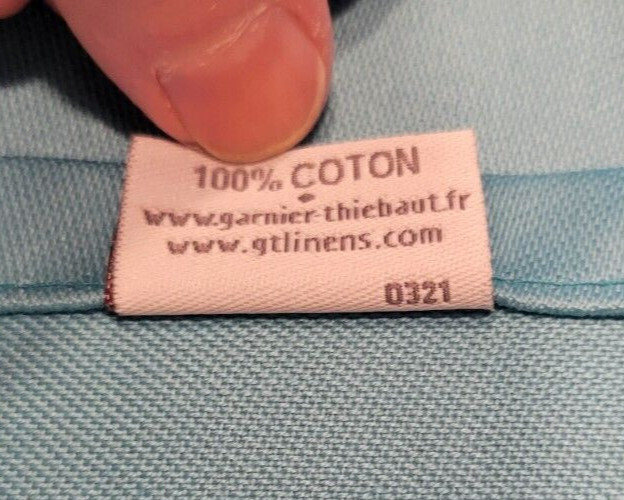 100% COTON
www.garnier-thiebaut.fr
www.gtlinens.com
0321